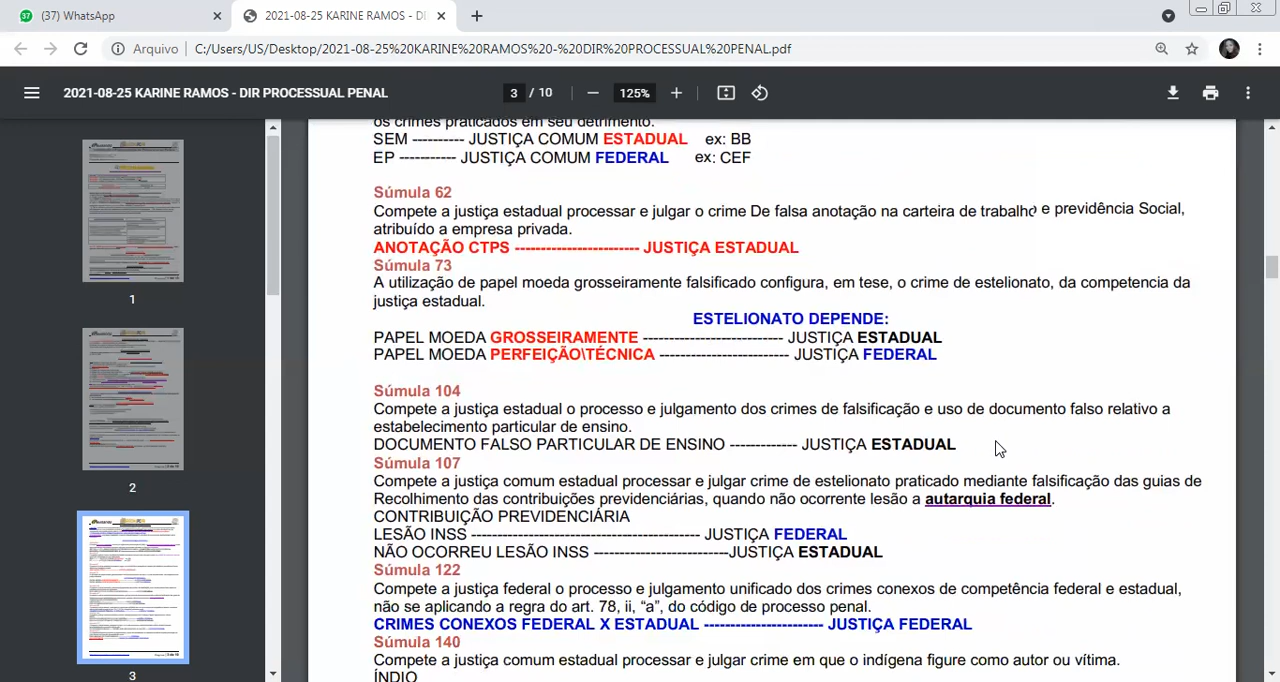 (37) WhatsApp
2021-08-25 KARINE RAMOS - DI
Arquivo
C:/Users/US/Desktop/2021-08-25%20KARINE%20RAMOS%20-%20DIR%20PROCESSUAL%20PENAL.pdf
2021-08-25 KARINE RAMOS - DIR PROCESSUAL PENAL
3 / 10
125%
1
2
3
os crimes praticados em seu detrimento.
SEM ---------- JUSTIÇA COMUM ESTADUAL ex: BB
EP ----------- JUSTIÇA COMUM FEDERAL ex: CEF
Súmula 62
Compete a justiça estadual processar e julgar o crime De falsa anotação na carteira de trabalho e previdência Social,
atribuído a empresa privada.
ANOTAÇÃO CTPS ------------------------ JUSTIÇA ESTADUAL
Súmula 73
A utilização de papel moeda grosseiramente falsificado configura, em tese, o crime de estelionato, da competencia da
justiça estadual.
ESTELIONATO DEPENDE:
PAPEL MOEDA GROSSEIRAMENTE --------------------------- JUSTIÇA ESTADUAL
PAPEL MOEDA PERFEIÇÃO\TÉCNICA ------------------------- JUSTIÇA FEDERAL
Súmula 104
Compete a justiça estadual o processo e julgamento dos crimes de falsificação e uso de documento falso relativo a
estabelecimento particular de ensino.
DOCUMENTO FALSO PARTICULAR DE ENSINO ------------- JUSTIÇA ESTADUAL
Súmula 107
Compete a justiça comum estadual processar e julgar crime de estelionato praticado mediante falsificação das guias de
Recolhimento das contribuições previdenciárias, quando não ocorrente lesão a autarquia federal.
CONTRIBUIÇÃO PREVIDENCIÁRIA
LESÃO INSS ------------------------------------------------- JUSTIÇA FEDERAL
NÃO OCORREU LESÃO INSS --------------------------JUSTIÇA ESTADUAL
Súmula 122
Compete a justiça federal o processo e julgamento unificado dos crimes conexos de competência federal e estadual,
não se aplicando a regra do art. 78, ii, “a”, do código de processo penal.
CRIMES CONEXOS FEDERAL X ESTADUAL ----------------------- JUSTIÇA FEDERAL
Súmula 140
Compete a justiça comum estadual processar e julgar crime em que o indígena figure como autor ou vítima.
ÍNDIO